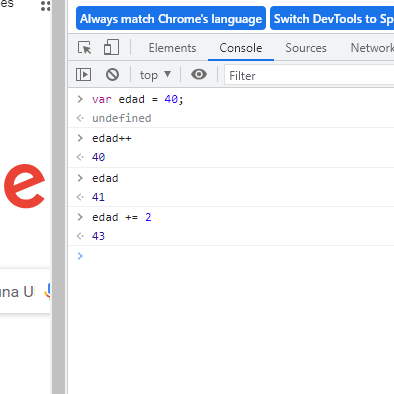 es
Always match Chrome's language Switch DevTools to Sp
Elements Console Sources Network
top Filter
var edad = 40;
undefined
edad++
40
edad
41
edad += 2
43
e
una U